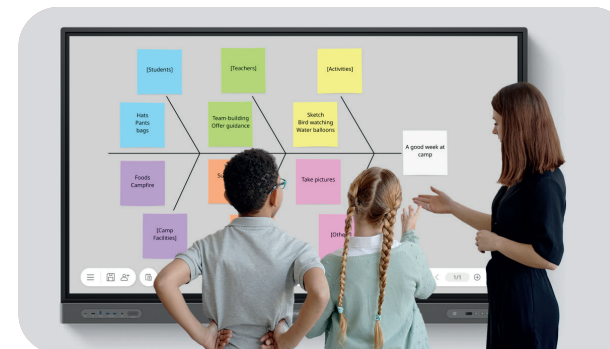 [Students]
[Teachers]
[Activities]
Hats
Pants
bags
Team-building
Offer guidance
Sketch
Bird watching
Water balloons
A good week at
camp
Foods
Campfire
Take pictures
[Camp
Facilities]
1/1